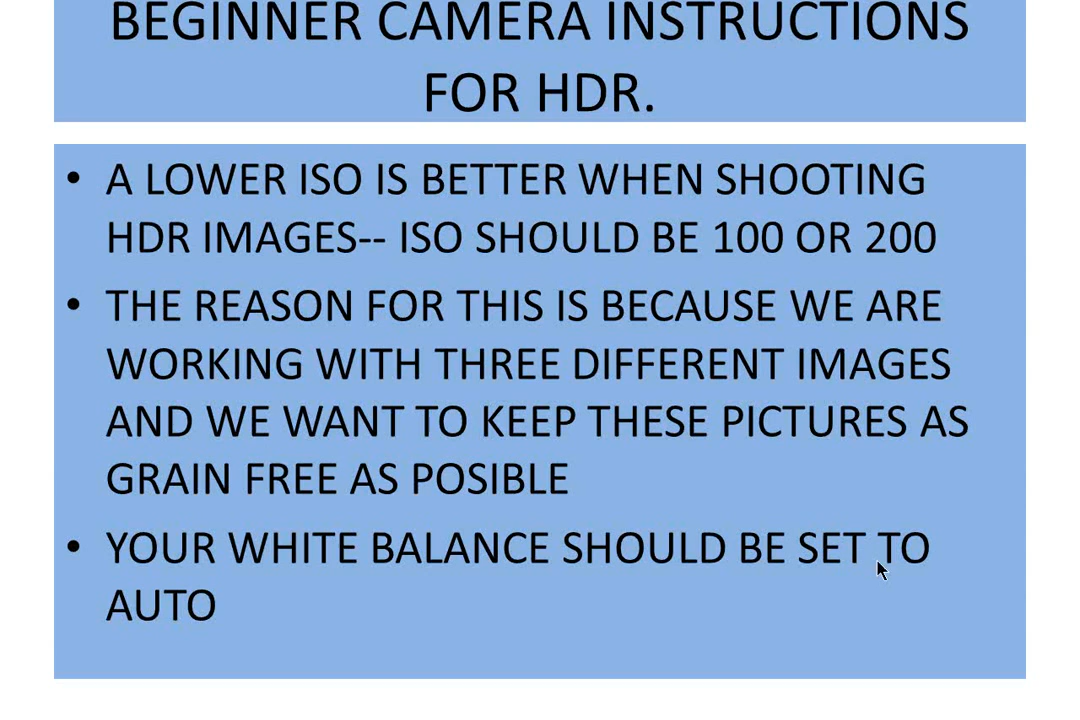 BEGINNER CAMERA INSTRUCTIONS
FOR HDR.
• A LOWER ISO IS BETTER WHEN SHOOTING
HDR IMAGES-- ISO SHOULD BE 100 OR 200
• THE REASON FOR THIS IS BECAUSE WE ARE
WORKING WITH THREE DIFFERENT IMAGES
AND WE WANT TO KEEP THESE PICTURES AS
GRAIN FREE AS POSIBLE
• YOUR WHITE BALANCE SHOULD BE SET TO
AUTO